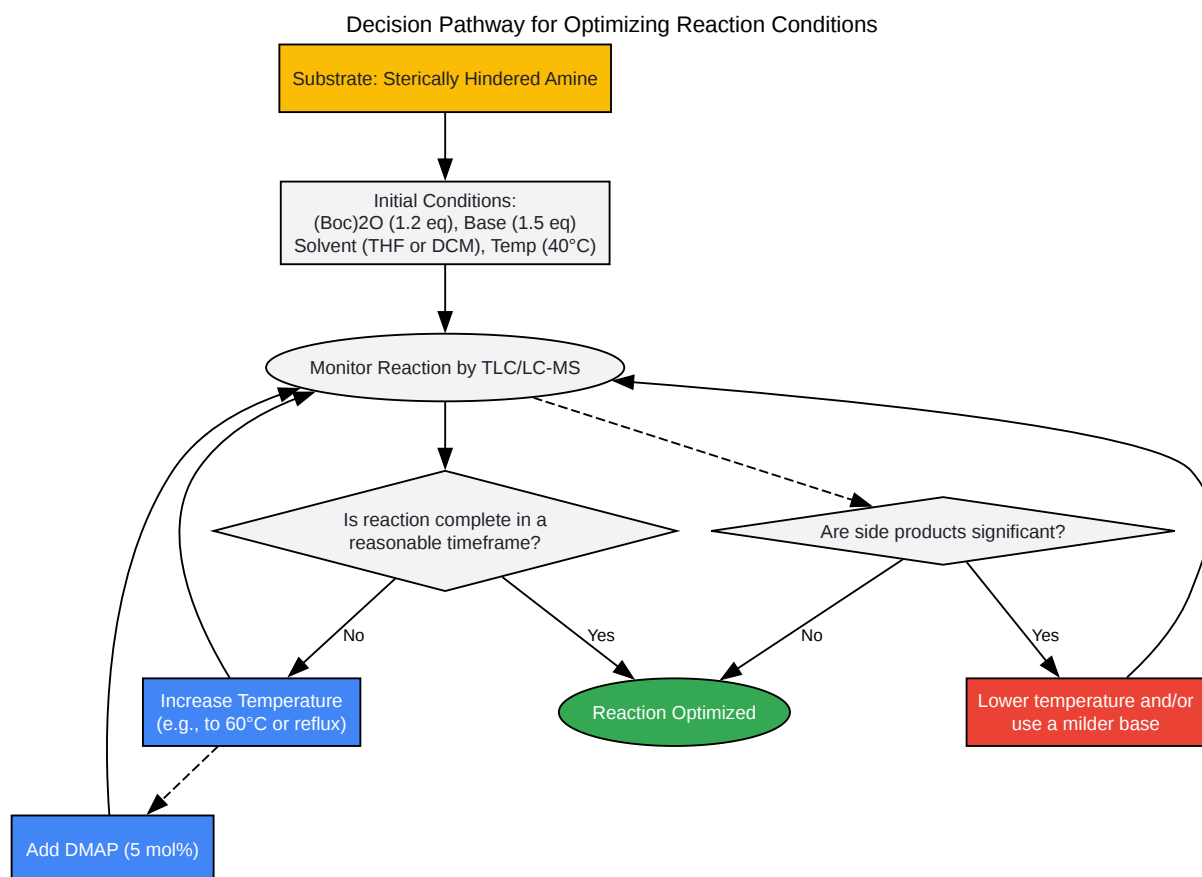 Decision Pathway for Optimizing Reaction Conditions
Substrate: Sterically Hindered Amine
Initial Conditions:
(Boc)2O (1.2 eq), Base (1.5 eq)
Solvent (THF or DCM), Temp (40°C)
Monitor Reaction by TLC/LC-MS
Is reaction complete in a
reasonable timeframe?
Are side products significant?
No
Yes
No
Yes
Increase Temperature
(e.g., to 60°C or reflux)
Reaction Optimized
Lower temperature and/or
use a milder base
Add DMAP (5 mol%)